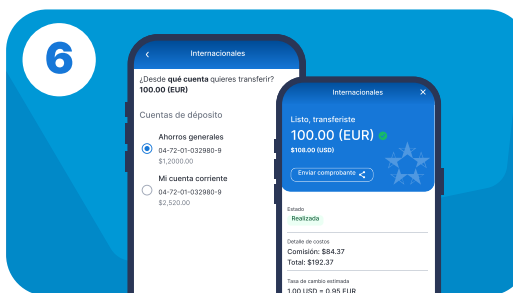 6
Internacionales
¿Desde qué cuenta quieres transferir?
100.00 (EUR)
Cuentas de depósito
Ahorros generales
04-72-01-032980-9
$1,2000.00
Mi cuenta corriente
04-72-01-032980-9
$2,520.00
Internacionales
Listo, transferiste
100.00 (EUR)
$108.00 (USD)
Enviar comprobante
Estado
Realizada
Detalle de costos
Comisión: $84.37
Total: $192.37
Tasa de cambio estimada
1.00 USD = 0.95 EUR